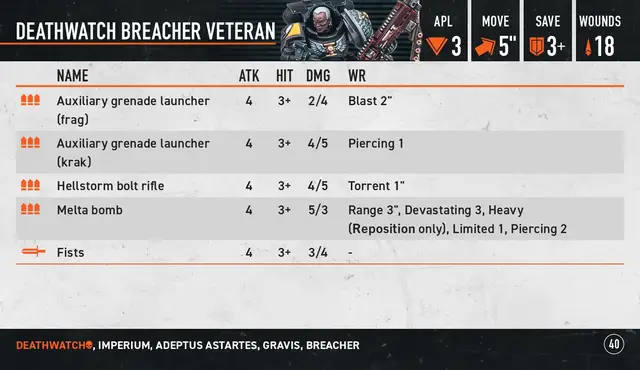 DEATHWATCH BREACHER VETERAN
APL MOVE SAVE WOUNDS
3 5" 3+ 18
NAME ATK HIT DMG WR
Auxiliary grenade launcher 4 3+ 2/4 Blast 2"
(frag)
Auxiliary grenade launcher 4 3+ 4/5 Piercing 1
(krak)
Hellstorm bolt rifle 4 3+ 4/5 Torrent 1"
Melta bomb 4 3+ 5/3 Range 3", Devastating 3, Heavy
(Reposition only), Limited 1, Piercing 2
Fists 4 3+ 3/4 -
DEATHWATCH, IMPERIUM, ADEPTUS ASTARTES, GRAVIS, BREACHER 40